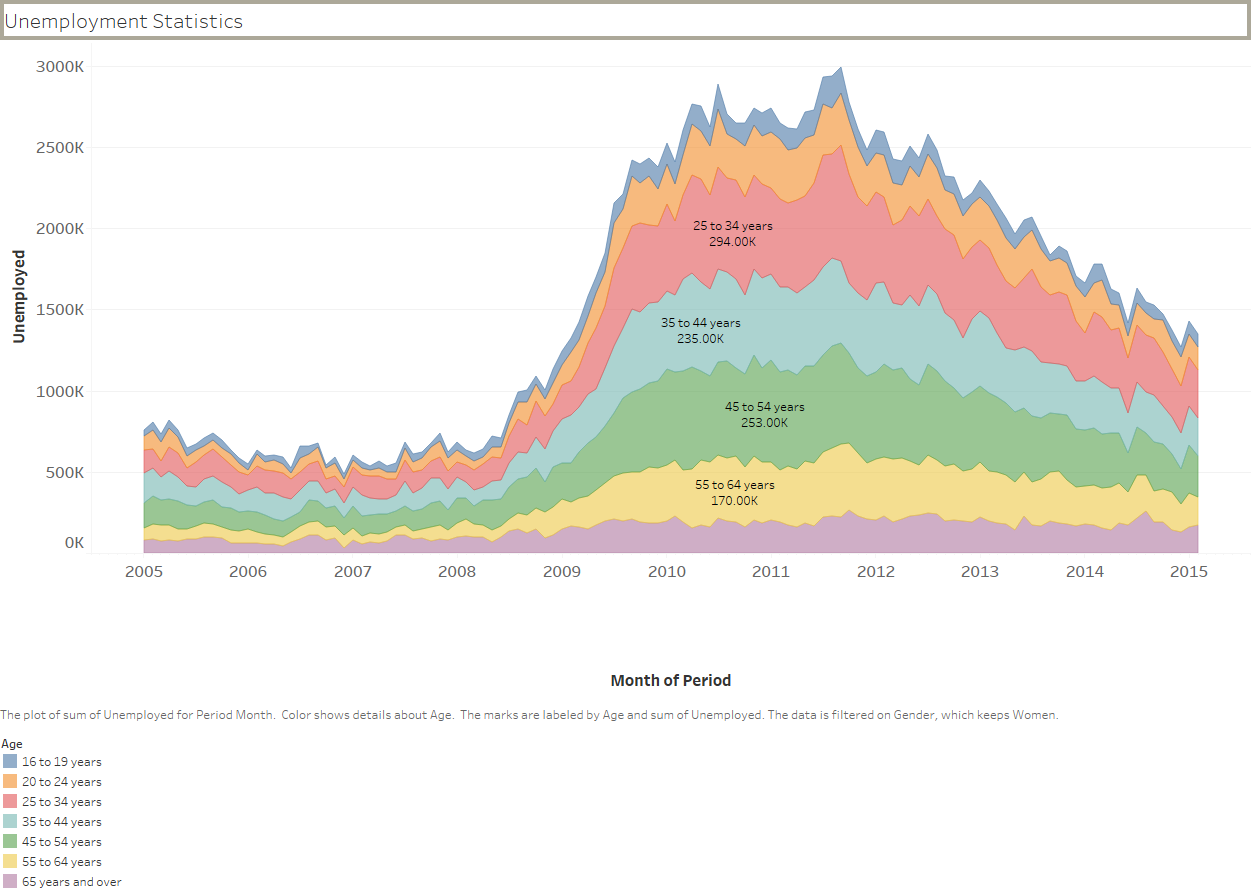 Unemployment Statistics
3000K
2500K
2000K
1500K
1000K
500K
0K
Unemployed
25 to 34 years
294.00K
35 to 44 years
235.00K
45 to 54 years
253.00K
55 to 64 years
170.00K
2005 2006 2007 2008 2009 2010 2011 2012 2013 2014 2015
Month of Period
The plot of sum of Unemployed for Period Month. Color shows details about Age. The marks are labeled by Age and sum of Unemployed. The data is filtered on Gender, which keeps Women.
Age
16 to 19 years
20 to 24 years
25 to 34 years
35 to 44 years
45 to 54 years
55 to 64 years
65 years and over